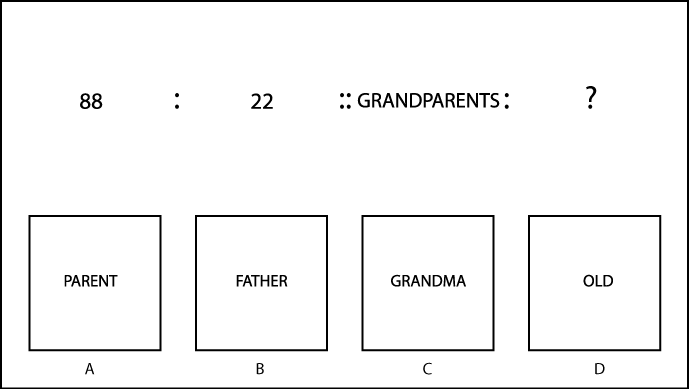 88 : 22 :: GRANDPARENTS : ?
PARENT FATHER GRANDMA OLD
A B C D